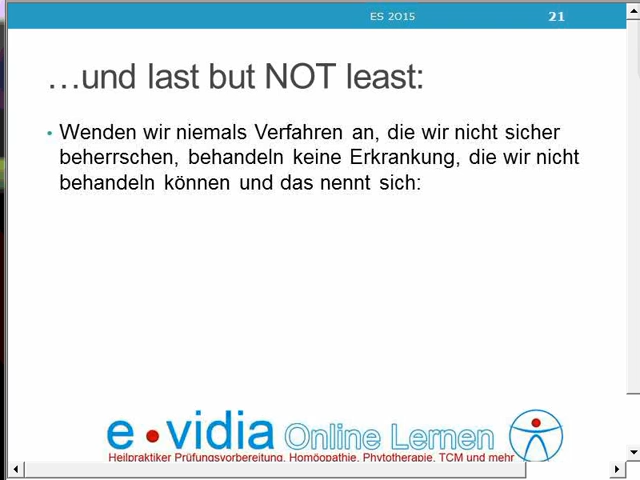 ES 2015 21
…und last but NOT least:
• Wenden wir niemals Verfahren an, die wir nicht sicher
beherrschen, behandeln keine Erkrankung, die wir nicht
behandeln können und das nennt sich:
e•vidia Online Lernen
Heilpraktiker Prüfungsvorbereitung, Homöopathie, Phytotherapie, TCM und mehr